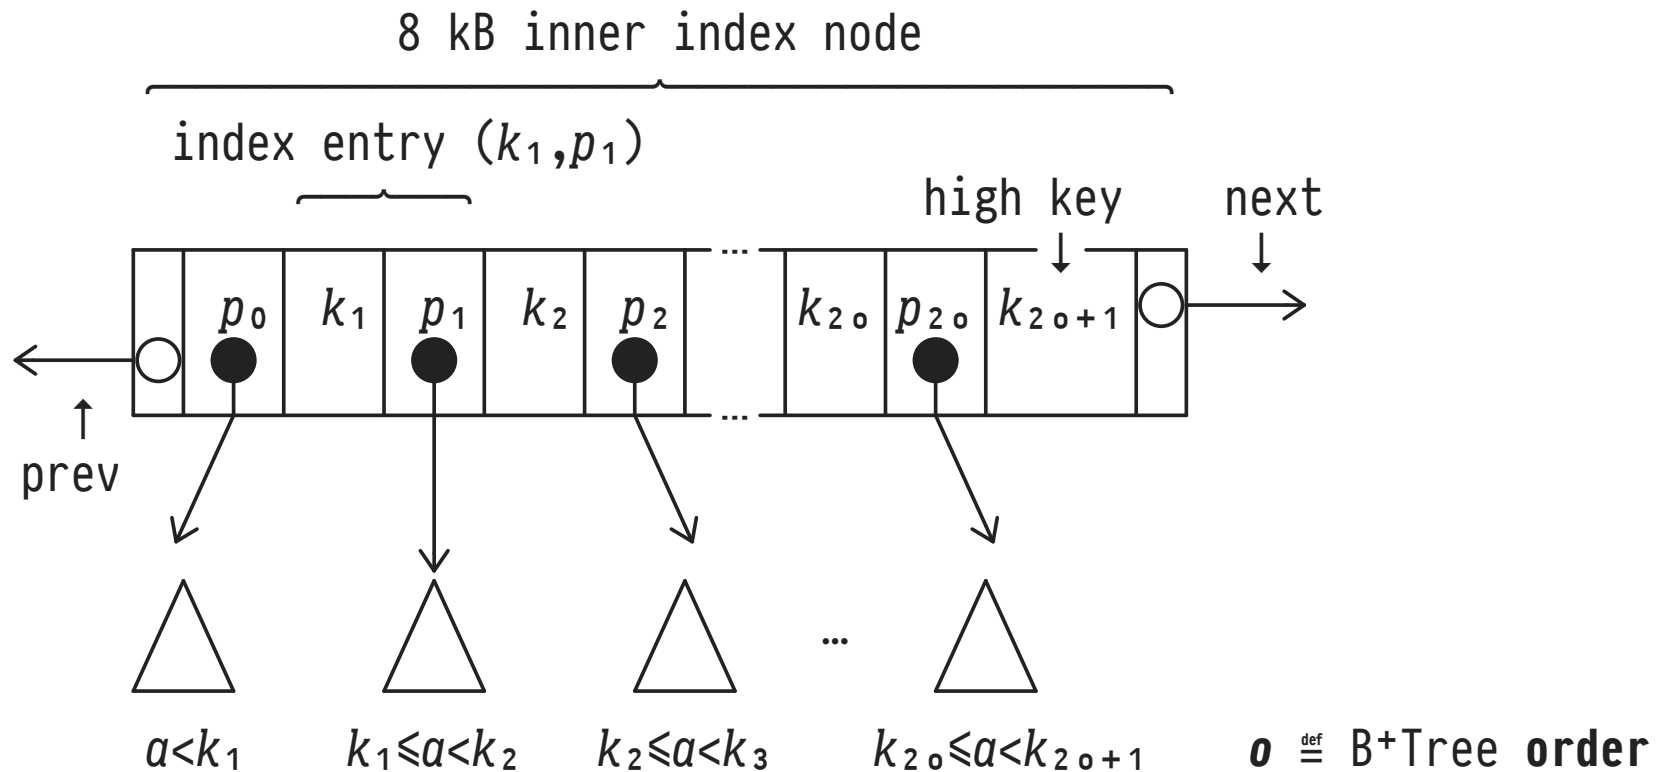 8 kB inner index node
index entry (k₁,p₁)
high key next
...
p₀ k₁ p₁ k₂ p₂ k₂ₒ p₂ₒ k₂ₒ₊₁
...
prev
...
a<k₁ k₁⩽a<k₂ k₂⩽a<k₃ k₂ₒ⩽a<k₂ₒ₊₁ o ≝ B⁺Tree order